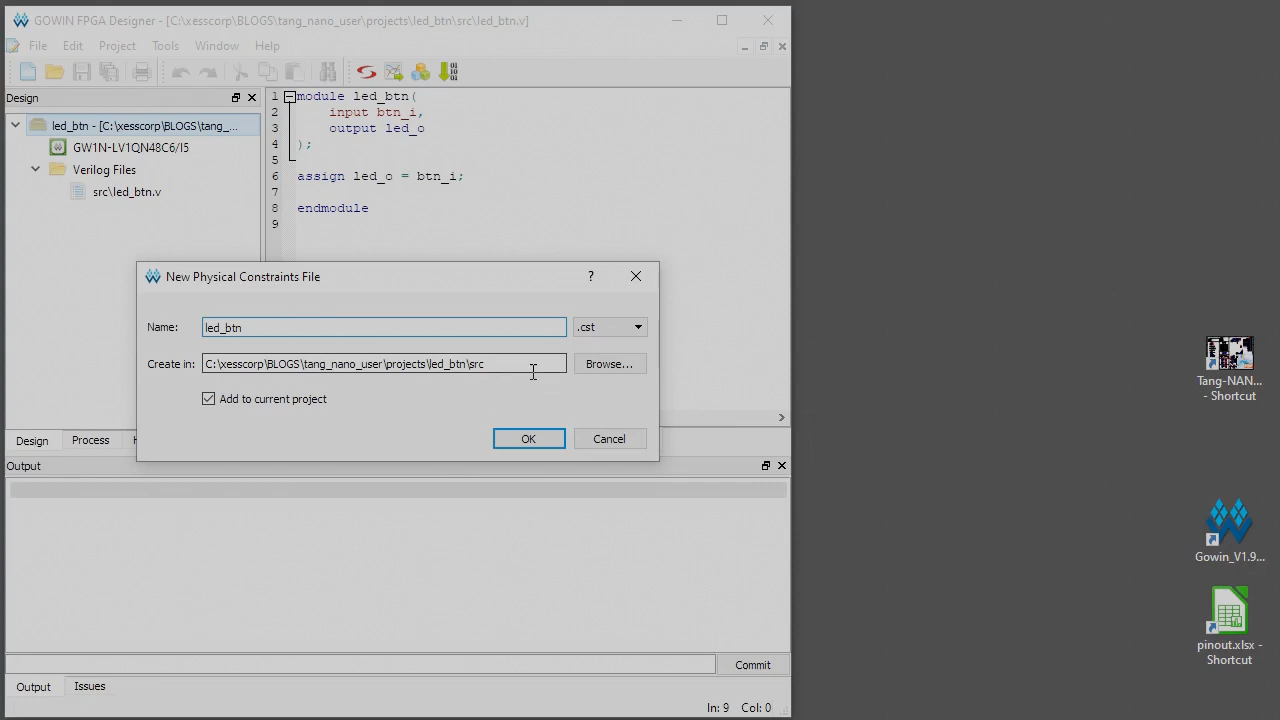 GOWIN FPGA Designer - [C:\xesscorp\BLOGS\tang_nano_user\projects\led_btn\src\led_btn.v]
File Edit Project Tools Window Help
Design
led_btn - [C:\xesscorp\BLOGS\tang_...
GW1N-LV1QN48C6/I5
Verilog Files
src\led_btn.v
1 module led_btn(
2 input btn_i,
3 output led_o
4 );
5
6 assign led_o = btn_i;
7
8 endmodule
9
New Physical Constraints File
Name: led_btn .cst
Create in: C:\xesscorp\BLOGS\tang_nano_user\projects\led_btn\src Browse...
Add to current project
OK Cancel
Design Process
Output
Commit
Output Issues
ln: 9 Col: 0
Tang-NAN...
- Shortcut
Gowin_V1.9...
pinout.xlsx -
Shortcut